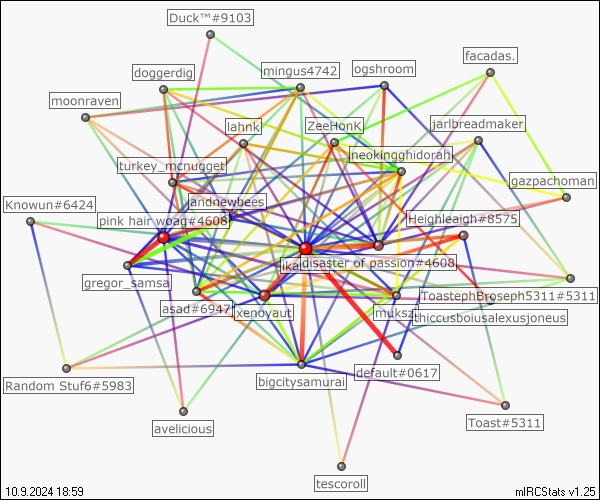 Duck™#9103
facadas.
ogshroom
mingus4742
doggerdig
moonraven
lahnK
ZeeHonK
jarlbreadmaker
neokingghidorah
turkey_mcnugget
gazpachoman
Knowun#6424
andnewbees
pink hair woag#4608
Heighleigh#8575
disaster of passion#4608
gregor_samsa
ToastephBroseph5311#5311
asad#6947
xenoyaut
muksz
thiccusboiusalexusjoneus
default#0617
bigcitysamurai
Random Stuf6#5983
Toast#5311
avelicious
tescoroll
10.9.2024 18:59
mIRCStats v1.25